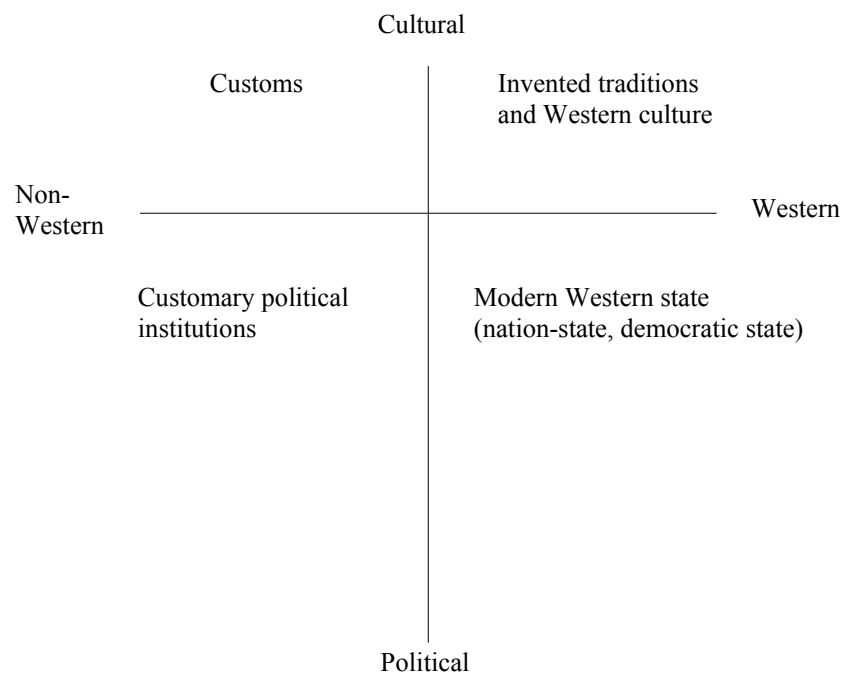 Cultural
Customs
Invented traditions
and Western culture
Non-
Western
Western
Customary political
institutions
Modern Western state
(nation-state, democratic state)
Political